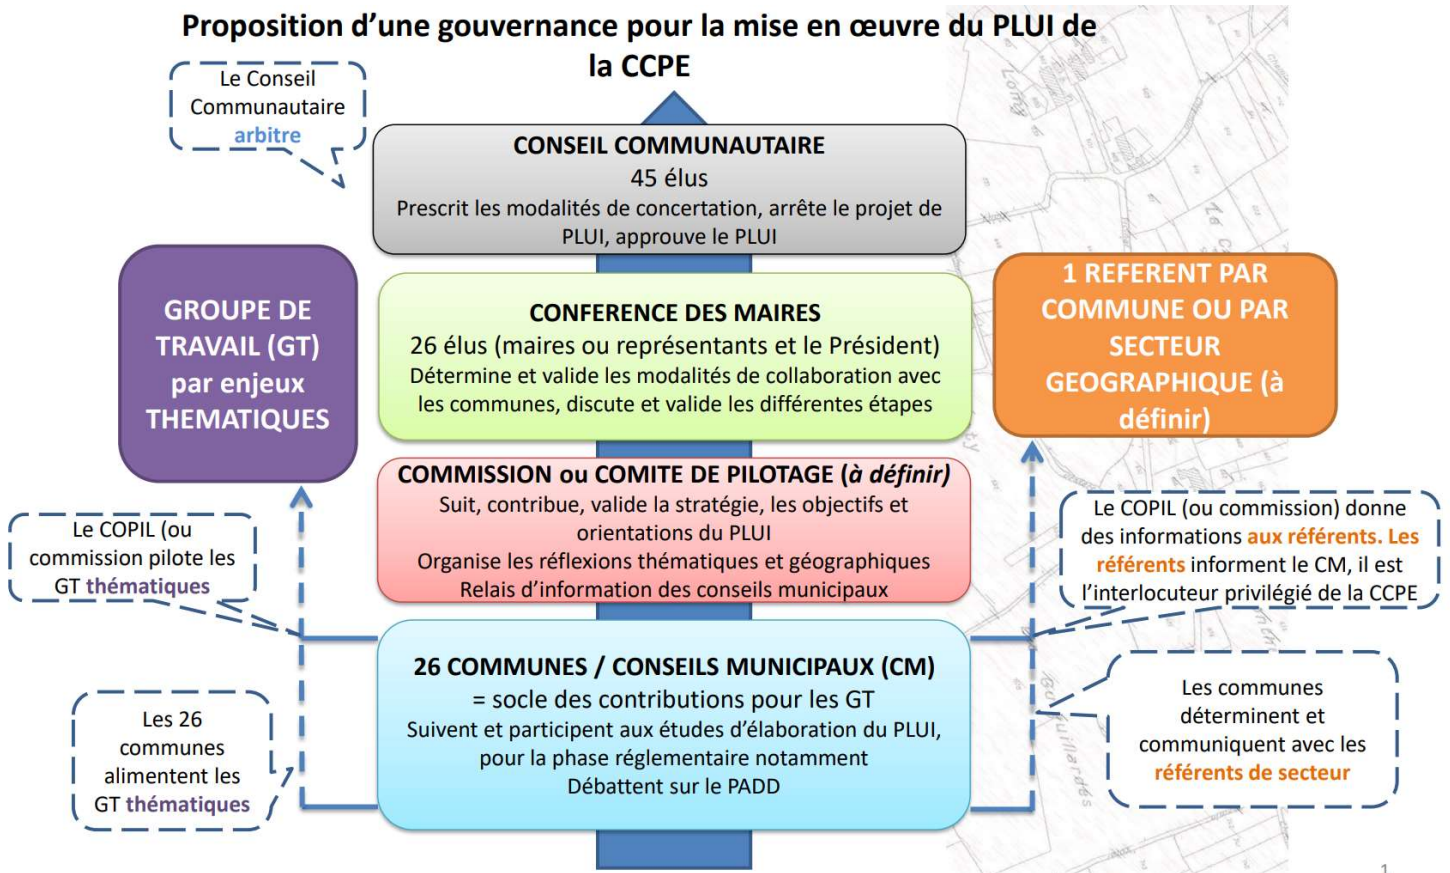 Proposition d’une gouvernance pour la mise en œuvre du PLUI de
la CCPE
Le Conseil
Communautaire
arbitre
CONSEIL COMMUNAUTAIRE
45 élus
Prescrit les modalités de concertation, arrête le projet de
PLUI, approuve le PLUI
GROUPE DE
TRAVAIL (GT)
par enjeux
THEMATIQUES
CONFERENCE DES MAIRES
26 élus (maires ou représentants et le Président)
Détermine et valide les modalités de collaboration avec
les communes, discute et valide les différentes étapes
1 REFERENT PAR
COMMUNE OU PAR
SECTEUR
GEOGRAPHIQUE (à
définir)
COMMISSION ou COMITE DE PILOTAGE (à définir)
Suit, contribue, valide la stratégie, les objectifs et
orientations du PLUI
Organise les réflexions thématiques et géographiques
Relais d’information des conseils municipaux
Le COPIL (ou
commission pilote les
GT thématiques
Le COPIL (ou commission) donne
des informations aux référents. Les
référents informent le CM, il est
l’interlocuteur privilégié de la CCPE
26 COMMUNES / CONSEILS MUNICIPAUX (CM)
= socle des contributions pour les GT
Suivent et participent aux études d’élaboration du PLUI,
pour la phase réglementaire notamment
Débattent sur le PADD
Les 26
communes
alimentent les
GT thématiques
Les communes
déterminent et
communiquent avec les
référents de secteur
1